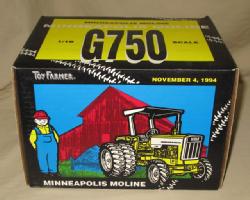 MINNEAPOLIS MOLINE
1/16 G750 SCALE
TOY FARMER
NOVEMBER 4, 1994
MINNEAPOLIS MOLINE